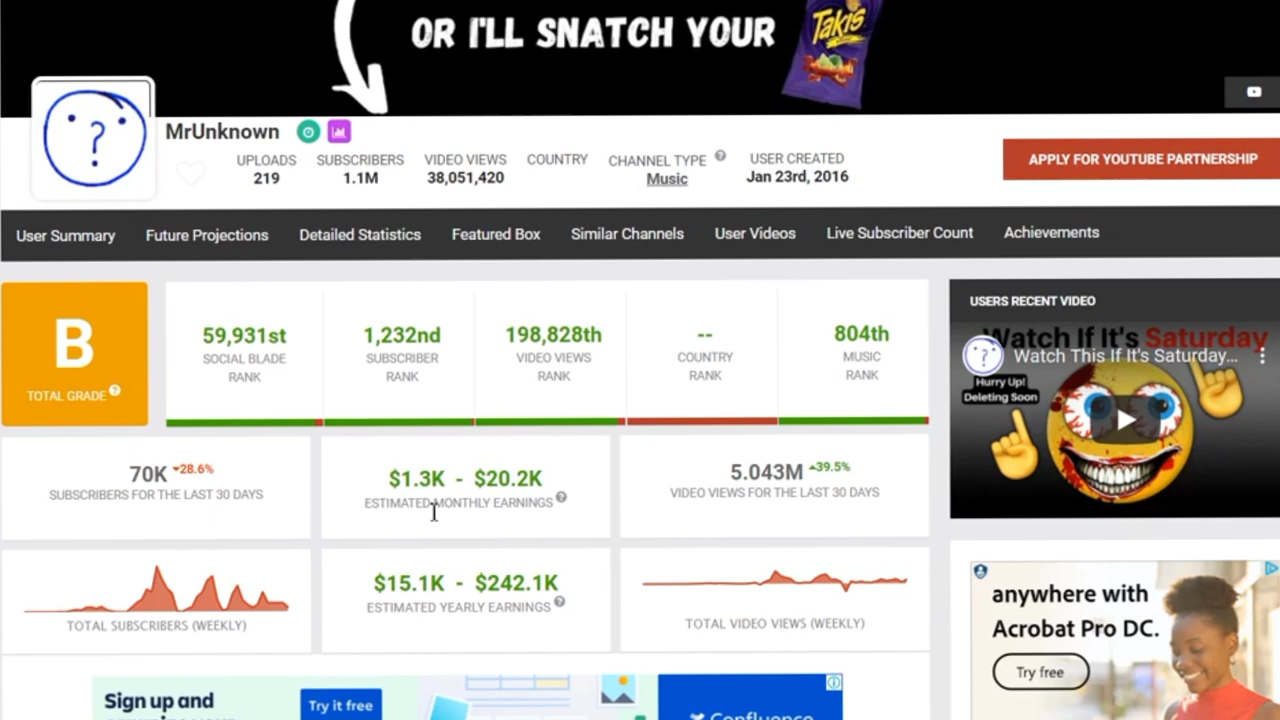 OR I'LL SNATCH YOUR
Takis
MrUnknown
UPLOADS
219
SUBSCRIBERS
1.1M
VIDEO VIEWS
38,051,420
COUNTRY
CHANNEL TYPE
Music
USER CREATED
Jan 23rd, 2016
APPLY FOR YOUTUBE PARTNERSHIP
User Summary
Future Projections
Detailed Statistics
Featured Box
Similar Channels
User Videos
Live Subscriber Count
Achievements
B
TOTAL GRADE
59,931st
SOCIAL BLADE
RANK
1,232nd
SUBSCRIBER
RANK
198,828th
VIDEO VIEWS
RANK
--
COUNTRY
RANK
804th
MUSIC
RANK
USERS RECENT VIDEO
Watch If It's Saturday
Watch This If It's Saturday...
Hurry Up!
Deleting Soon
70K -28.6%
SUBSCRIBERS FOR THE LAST 30 DAYS
$1.3K - $20.2K
ESTIMATED MONTHLY EARNINGS
5.043M 39.5%
VIDEO VIEWS FOR THE LAST 30 DAYS
TOTAL SUBSCRIBERS (WEEKLY)
$15.1K - $242.1K
ESTIMATED YEARLY EARNINGS
TOTAL VIDEO VIEWS (WEEKLY)
anywhere with
Acrobat Pro DC.
Try free
Sign up and
Try it free
Confluence